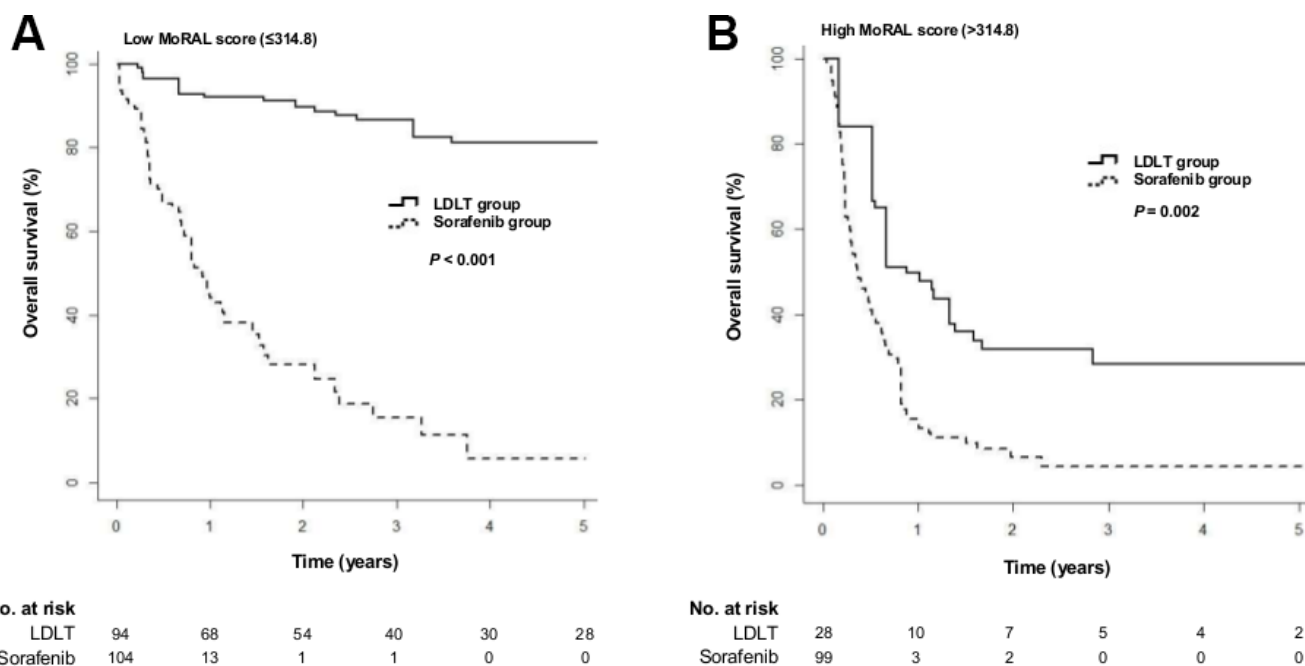 A
Low MoRAL score (≤314.8)
Overall survival (%)
100
80
60
40
20
0
LDLT group
Sorafenib group
P < 0.001
0 1 2 3 4 5
Time (years)
o. at risk
LDLT 94 68 54 40 30 28
Sorafenib 104 13 1 1 0 0
B
High MoRAL score (>314.8)
Overall survival (%)
100
80
60
40
20
0
LDLT group
Sorafenib group
P = 0.002
0 1 2 3 4 5
Time (years)
No. at risk
LDLT 28 10 7 5 4 2
Sorafenib 99 3 2 0 0 0